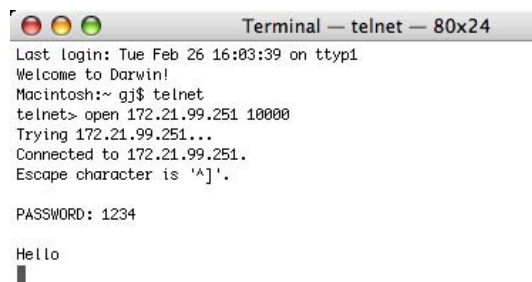 Terminal — telnet — 80x24
Last login: Tue Feb 26 16:03:39 on ttyp1
Welcome to Darwin!
Macintosh:~ gj$ telnet
telnet> open 172.21.99.251 10000
Trying 172.21.99.251...
Connected to 172.21.99.251.
Escape character is '^]'.
PASSWORD: 1234
Hello